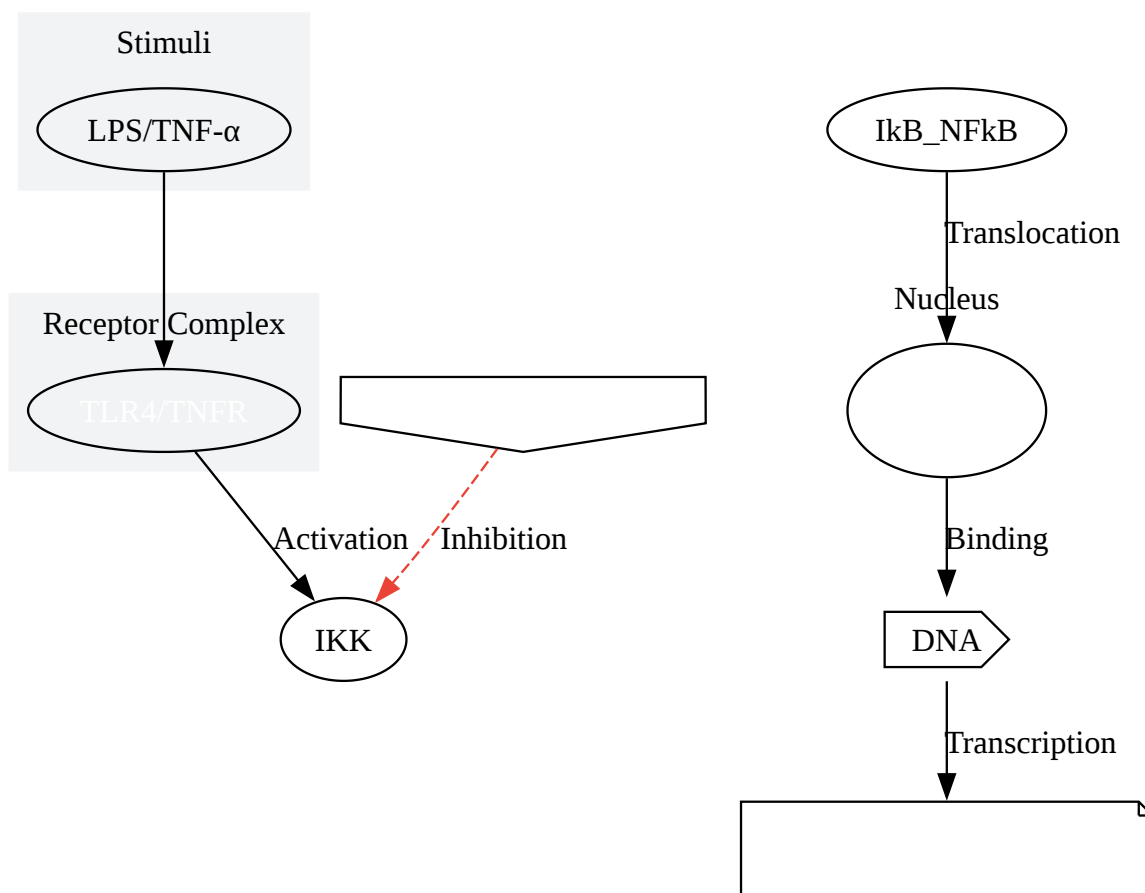 Stimuli
LPS/TNF-α
IkB_NFkB
Translocation
Nucleus
Receptor Complex
TLR4/TNFR
Activation
Inhibition
Binding
IKK
DNA
Transcription